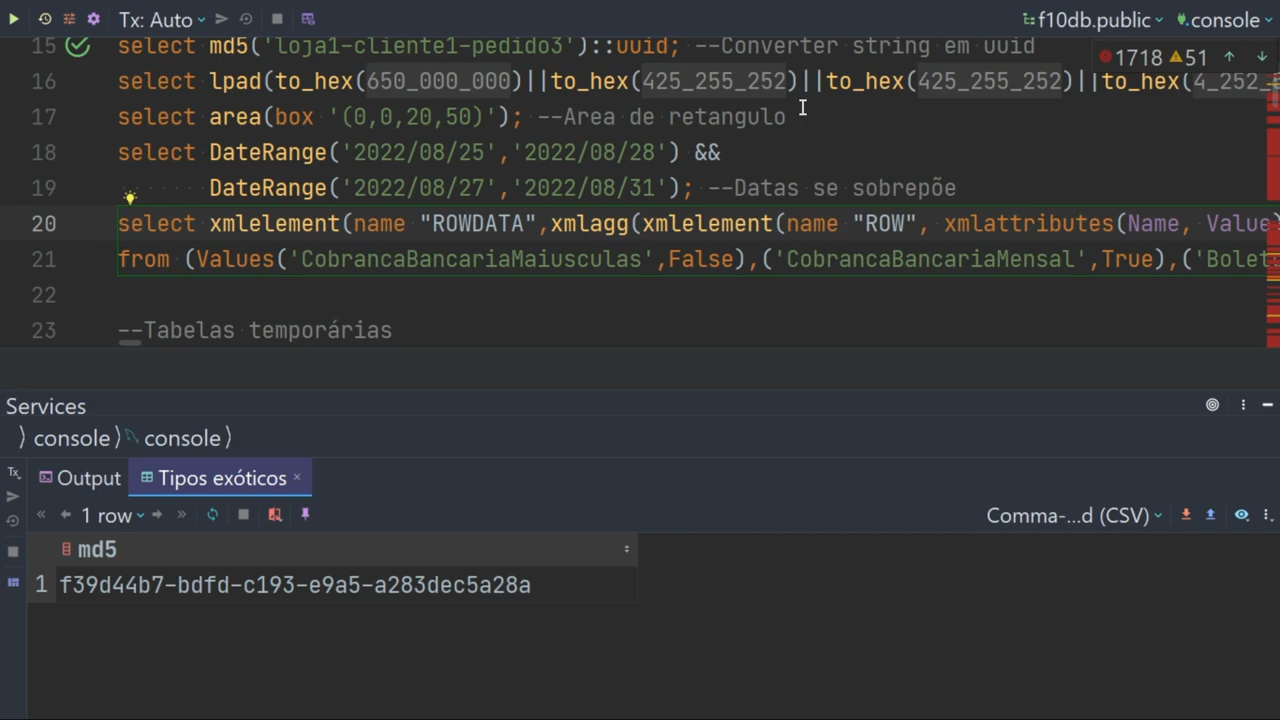 Tx: Auto
f10db.public
console
15 select md5('loja1-cliente1-pedido3')::uuid; --Converter string em uuid
1718 51
16 select lpad(to_hex(650_000_000)||to_hex(425_255_252)||to_hex(425_255_252)||to_hex(4_252_5
17 select area(box '(0,0,20,50)'); --Area de retangulo
18 select DateRange('2022/08/25','2022/08/28') &&
19 DateRange('2022/08/27','2022/08/31'); --Datas se sobrepõe
20 select xmlelement(name "ROWDATA",xmlagg(xmlelement(name "ROW", xmlattributes(Name, Value
21 from (Values('CobrancaBancariaMaiusculas',False),('CobrancaBancariaMensal',True),('Bolet
22
23 --Tabelas temporárias
Services
console
console
Tx
Output
Tipos exóticos
1 row
Comma-...d (CSV)
md5
1 f39d44b7-bdfd-c193-e9a5-a283dec5a28a